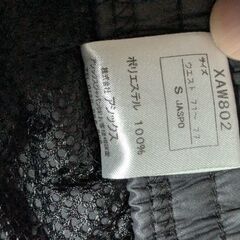 XAW802
サイズ
ウエスト 71〜77
S JASPO
ポリエステル 100%
株式会社 アシックス